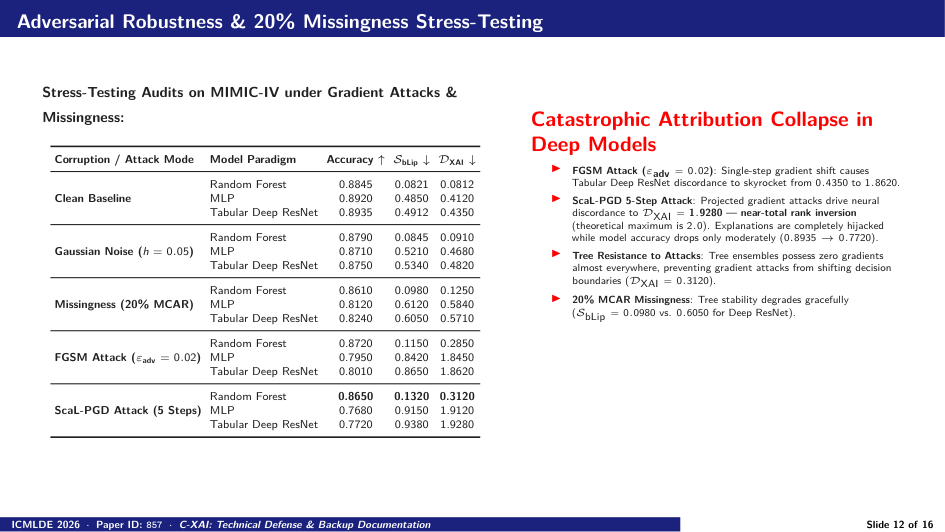 Adversarial Robustness & 20% Missingness Stress-Testing
Stress-Testing Audits on MIMIC-IV under Gradient Attacks &
Missingness:
Corruption / Attack Mode Model Paradigm Accuracy ↑ 𝒮bLip ↓ 𝒟XAI ↓
Random Forest 0.8845 0.0821 0.0812
Clean Baseline MLP 0.8920 0.4850 0.4120
Tabular Deep ResNet 0.8935 0.4912 0.4350
Random Forest 0.8790 0.0845 0.0910
Gaussian Noise (h = 0.05) MLP 0.8710 0.5210 0.4680
Tabular Deep ResNet 0.8750 0.5340 0.4820
Random Forest 0.8610 0.0980 0.1250
Missingness (20% MCAR) MLP 0.8120 0.6120 0.5840
Tabular Deep ResNet 0.8240 0.6050 0.5710
Random Forest 0.8720 0.1150 0.2850
FGSM Attack (εadv = 0.02) MLP 0.7950 0.8420 1.8450
Tabular Deep ResNet 0.8010 0.8650 1.8620
Random Forest 0.8650 0.1320 0.3120
ScaL-PGD Attack (5 Steps) MLP 0.7680 0.9150 1.9120
Tabular Deep ResNet 0.7720 0.9380 1.9280
Catastrophic Attribution Collapse in
Deep Models
FGSM Attack (εadv = 0.02): Single-step gradient shift causes
Tabular Deep ResNet discordance to skyrocket from 0.4350 to 1.8620.
ScaL-PGD 5-Step Attack: Projected gradient attacks drive neural
discordance to 𝒟XAI = 1.9280 — near-total rank inversion
(theoretical maximum is 2.0). Explanations are completely hijacked
while model accuracy drops only moderately (0.8935 → 0.7720).
Tree Resistance to Attacks: Tree ensembles possess zero gradients
almost everywhere, preventing gradient attacks from shifting decision
boundaries (𝒟XAI = 0.3120).
20% MCAR Missingness: Tree stability degrades gracefully
(𝒮bLip = 0.0980 vs. 0.6050 for Deep ResNet).
ICMLDE 2026 · Paper ID: 857 · C-XAI: Technical Defense & Backup Documentation
Slide 12 of 16